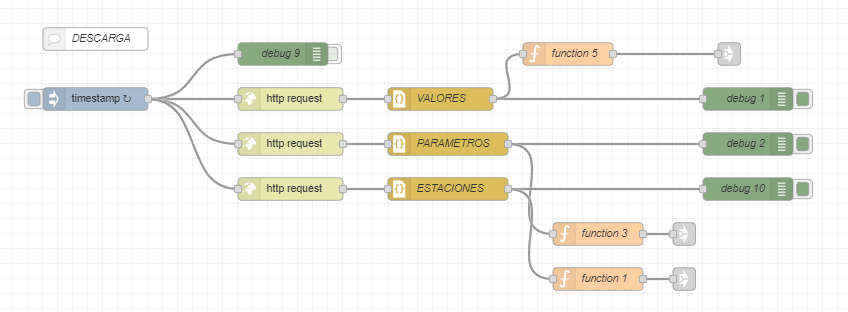 DESCARGA
debug 9
function 5
timestamp ↻
http request
VALORES
debug 1
http request
PARAMETROS
debug 2
http request
ESTACIONES
debug 10
function 3
function 1